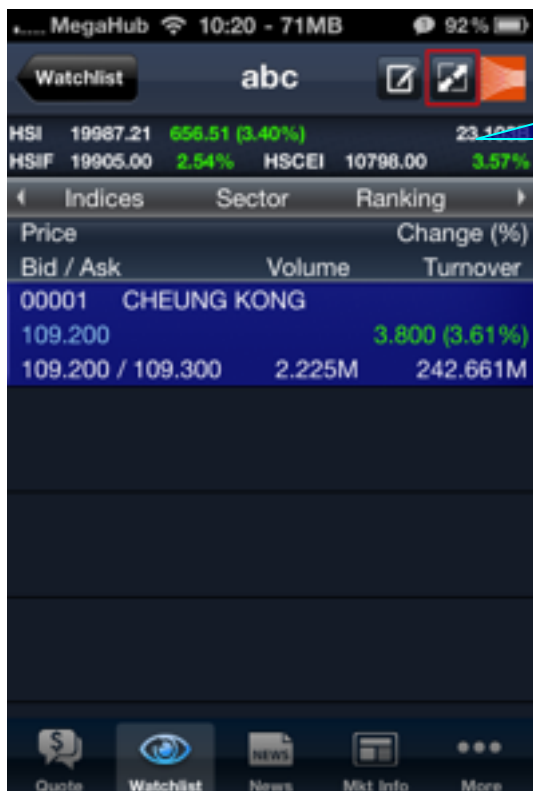 MegaHub 10:20 - 71MB 92%
Watchlist abc
HSI 19987.21 656.51 (3.40%)
HSIF 19905.00 2.54% HSCEI 10798.00 3.57%
Indices Sector Ranking
Price Change (%)
Bid / Ask Volume Turnover
00001 CHEUNG KONG
109.200 3.800 (3.61%)
109.200 / 109.300 2.225M 242.661M
$
NEWS
Quote Watchlist News Mkt Info More